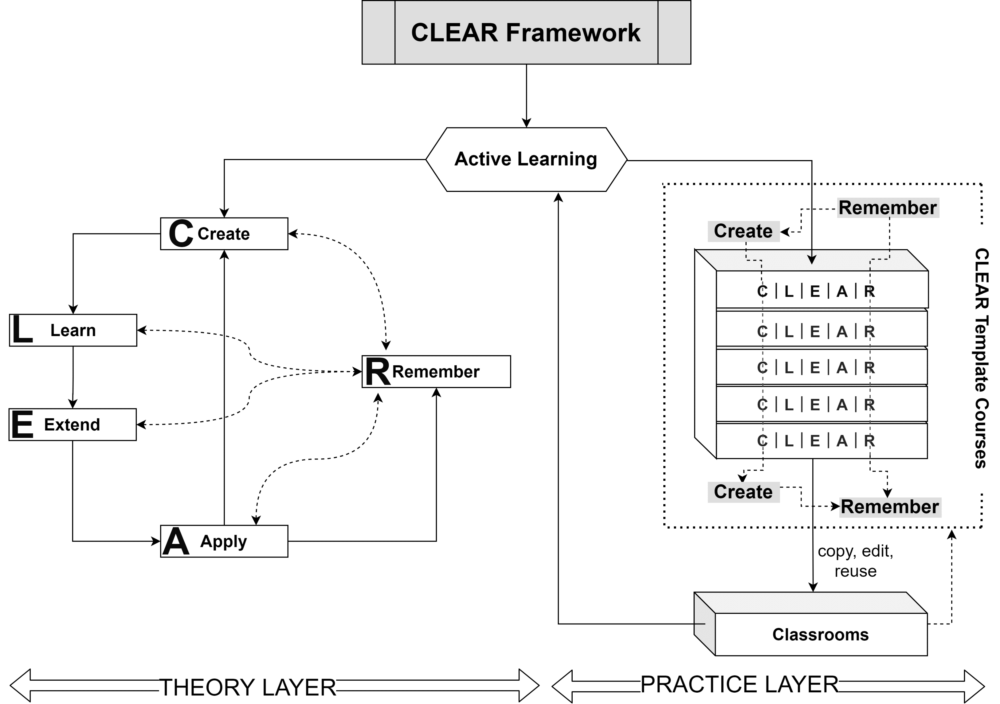 CLEAR Framework
Active Learning
C Create
L Learn
E Extend
A Apply
R Remember
Remember
Create
C | L | E | A | R
C | L | E | A | R
C | L | E | A | R
C | L | E | A | R
C | L | E | A | R
Create
Remember
CLEAR Template Courses
copy, edit,
reuse
Classrooms
THEORY LAYER
PRACTICE LAYER